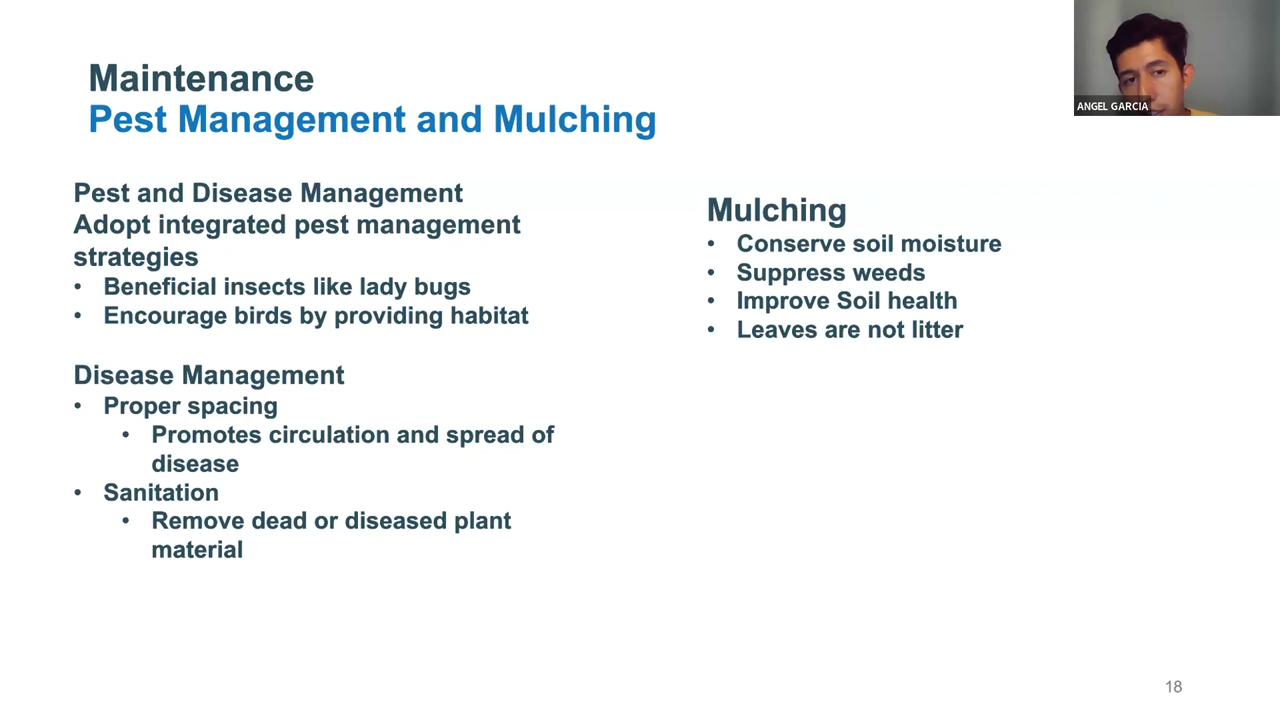 Maintenance
Pest Management and Mulching
ANGEL GARCIA
Pest and Disease Management
Adopt integrated pest management
strategies
• Beneficial insects like lady bugs
• Encourage birds by providing habitat
Disease Management
• Proper spacing
• Promotes circulation and spread of
disease
• Sanitation
• Remove dead or diseased plant
material
Mulching
• Conserve soil moisture
• Suppress weeds
• Improve Soil health
• Leaves are not litter
18